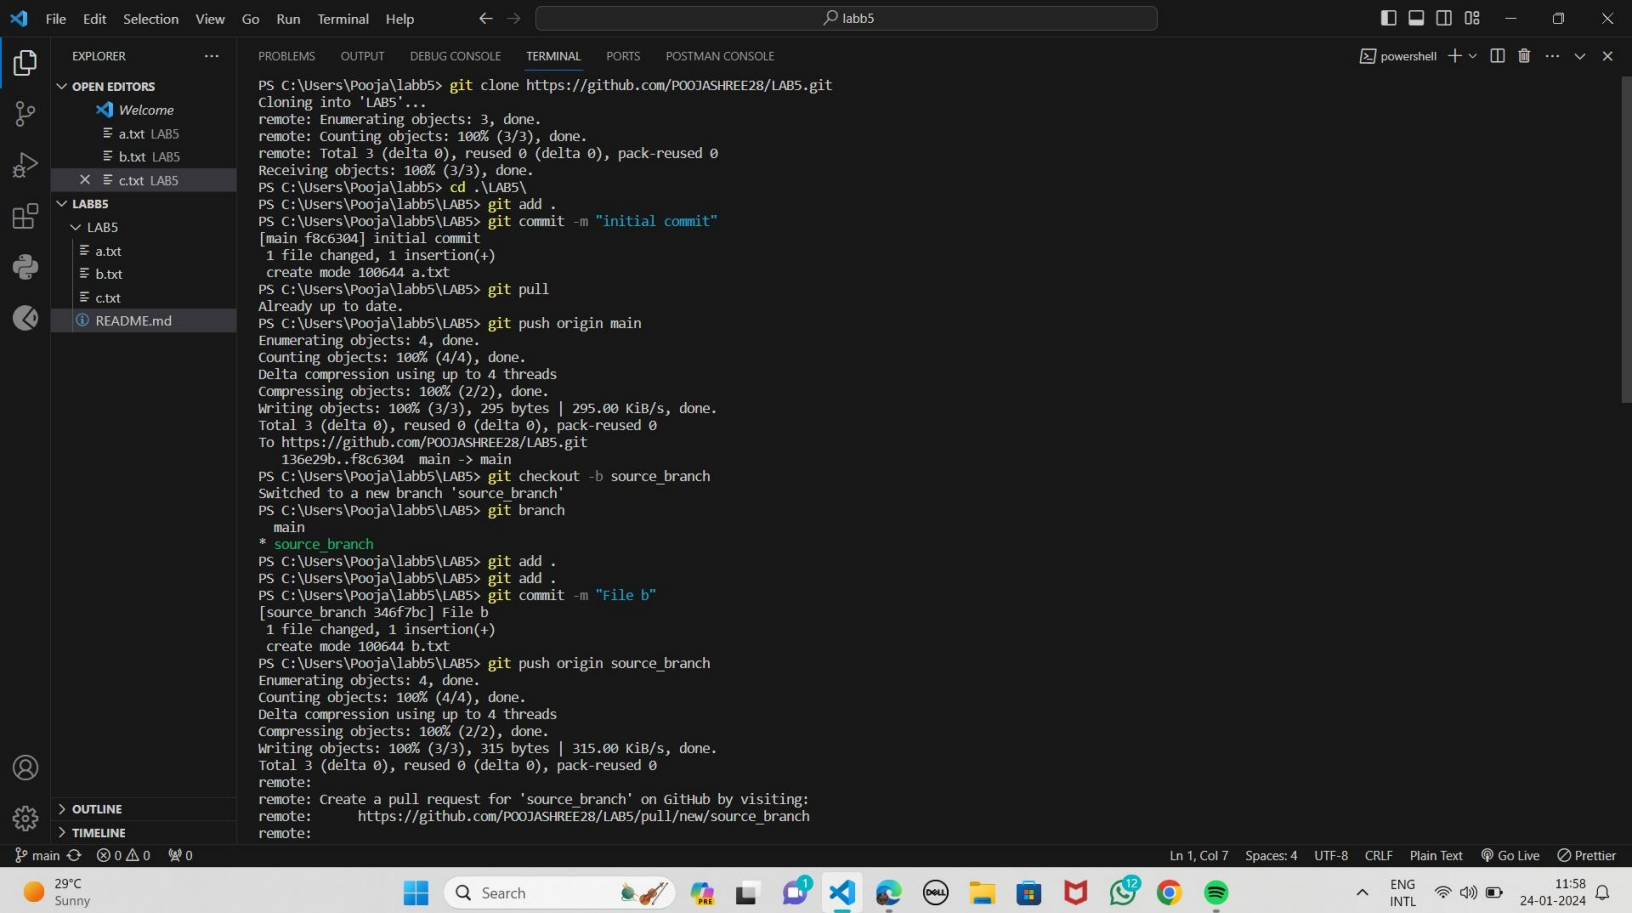 File Edit Selection View Go Run Terminal Help
labb5
EXPLORER
OPEN EDITORS
Welcome
a.txt LAB5
b.txt LAB5
c.txt LAB5
LABB5
LAB5
a.txt
b.txt
c.txt
README.md
OUTLINE
TIMELINE
PROBLEMS OUTPUT DEBUG CONSOLE TERMINAL PORTS POSTMAN CONSOLE
powershell
PS C:\Users\Pooja\labb5> git clone https://github.com/POOJASHREE28/LAB5.git
Cloning into 'LAB5'...
remote: Enumerating objects: 3, done.
remote: Counting objects: 100% (3/3), done.
remote: Total 3 (delta 0), reused 0 (delta 0), pack-reused 0
Receiving objects: 100% (3/3), done.
PS C:\Users\Pooja\labb5> cd .\LAB5\
PS C:\Users\Pooja\labb5\LAB5> git add .
PS C:\Users\Pooja\labb5\LAB5> git commit -m "initial commit"
[main f8c6304] initial commit
1 file changed, 1 insertion(+)
create mode 100644 a.txt
PS C:\Users\Pooja\labb5\LAB5> git pull
Already up to date.
PS C:\Users\Pooja\labb5\LAB5> git push origin main
Enumerating objects: 4, done.
Counting objects: 100% (4/4), done.
Delta compression using up to 4 threads
Compressing objects: 100% (2/2), done.
Writing objects: 100% (3/3), 295 bytes | 295.00 KiB/s, done.
Total 3 (delta 0), reused 0 (delta 0), pack-reused 0
To https://github.com/POOJASHREE28/LAB5.git
136e29b..f8c6304 main -> main
PS C:\Users\Pooja\labb5\LAB5> git checkout -b source_branch
Switched to a new branch 'source_branch'
PS C:\Users\Pooja\labb5\LAB5> git branch
main
* source_branch
PS C:\Users\Pooja\labb5\LAB5> git add .
PS C:\Users\Pooja\labb5\LAB5> git add .
PS C:\Users\Pooja\labb5\LAB5> git commit -m "File b"
[source_branch 346f7bc] File b
1 file changed, 1 insertion(+)
create mode 100644 b.txt
PS C:\Users\Pooja\labb5\LAB5> git push origin source_branch
Enumerating objects: 4, done.
Counting objects: 100% (4/4), done.
Delta compression using up to 4 threads
Compressing objects: 100% (2/2), done.
Writing objects: 100% (3/3), 315 bytes | 315.00 KiB/s, done.
Total 3 (delta 0), reused 0 (delta 0), pack-reused 0
remote:
remote: Create a pull request for 'source_branch' on GitHub by visiting:
remote: https://github.com/POOJASHREE28/LAB5/pull/new/source_branch
remote:
main 0 0 0 Ln 1, Col 7 Spaces: 4 UTF-8 CRLF Plain Text Go Live Prettier
29°C
Sunny
Search
PRE
1
DELL
12
ENG
INTL
11:58
24-01-2024